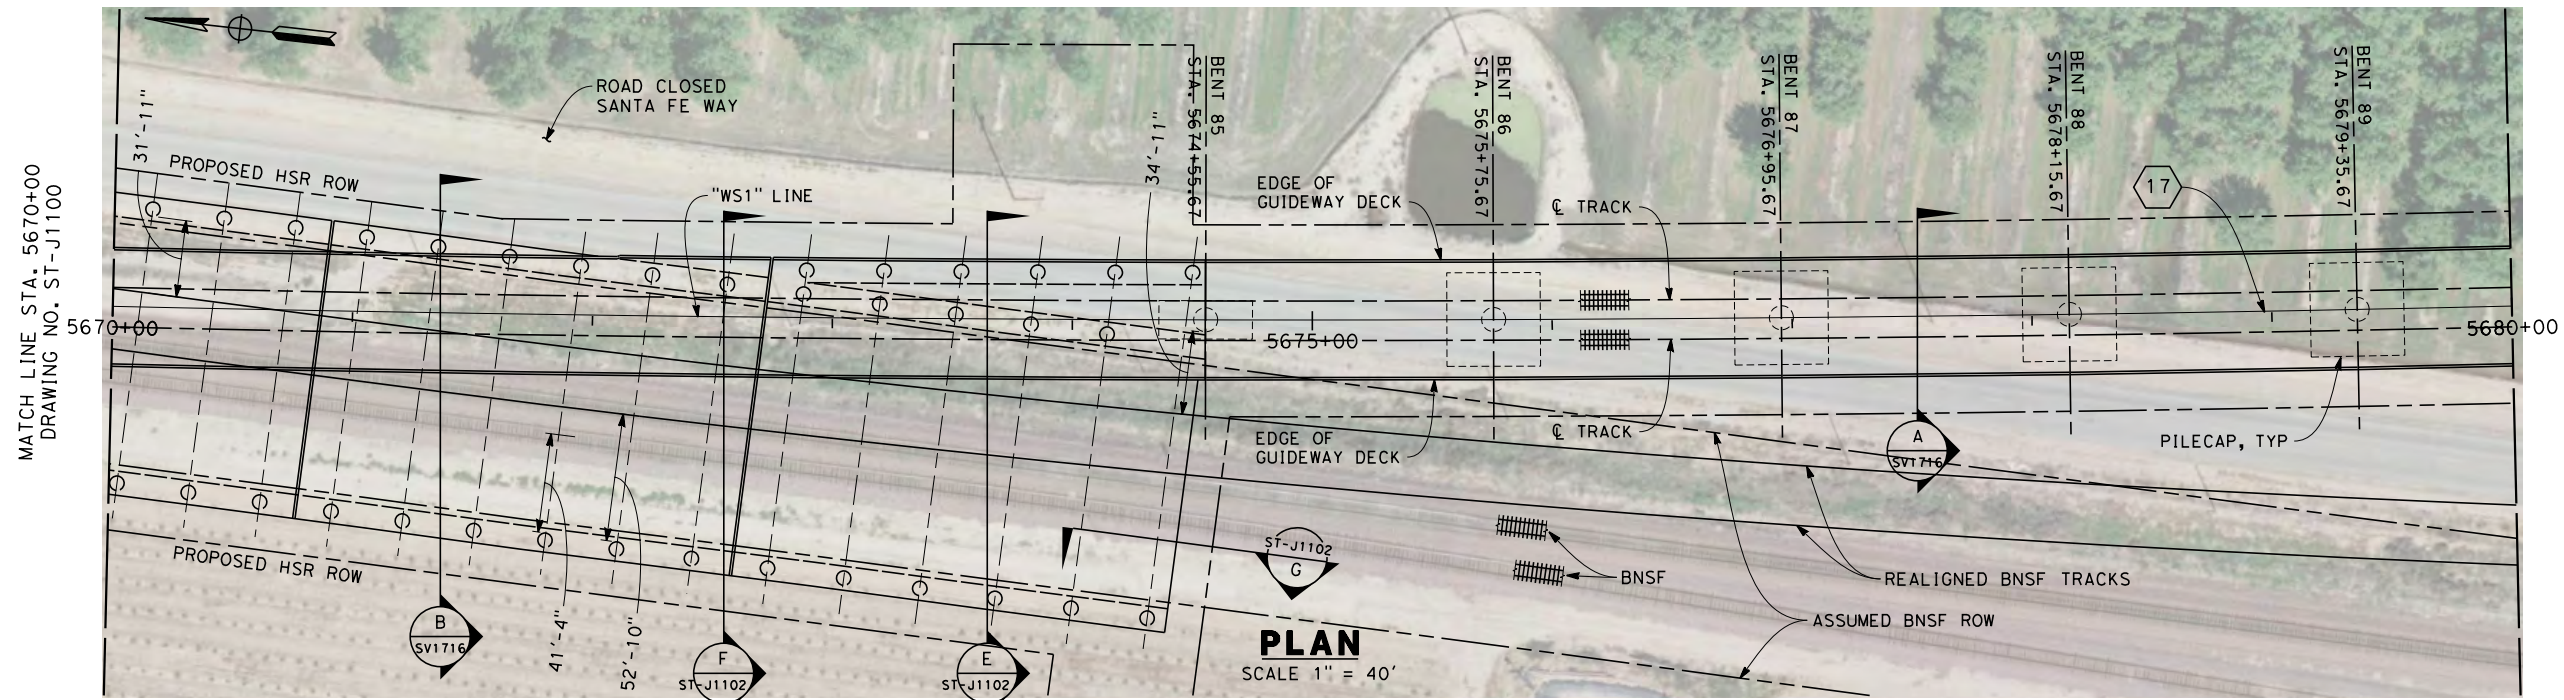 MATCH LINE STA. 5670+00
DRAWING NO. ST-J1100
5670+00
31'-11"
PROPOSED HSR ROW
ROAD CLOSED
SANTA FE WAY
"WS1" LINE
34'-11"
BENT 85
STA. 5674+55.67
EDGE OF
GUIDEWAY DECK
BENT 86
STA. 5675+75.67
℄ TRACK
BENT 87
STA. 5676+95.67
BENT 88
STA. 5678+15.67
17
BENT 89
STA. 5679+35.67
5675+00
5680+00
EDGE OF
GUIDEWAY DECK
℄ TRACK
A
SV1716
PILECAP, TYP
PROPOSED HSR ROW
B
SV1716
41'-4"
52'-10"
F
ST-J1102
E
ST-J1102
ST-J1102
G
BNSF
REALIGNED BNSF TRACKS
ASSUMED BNSF ROW
PLAN
SCALE 1" = 40'